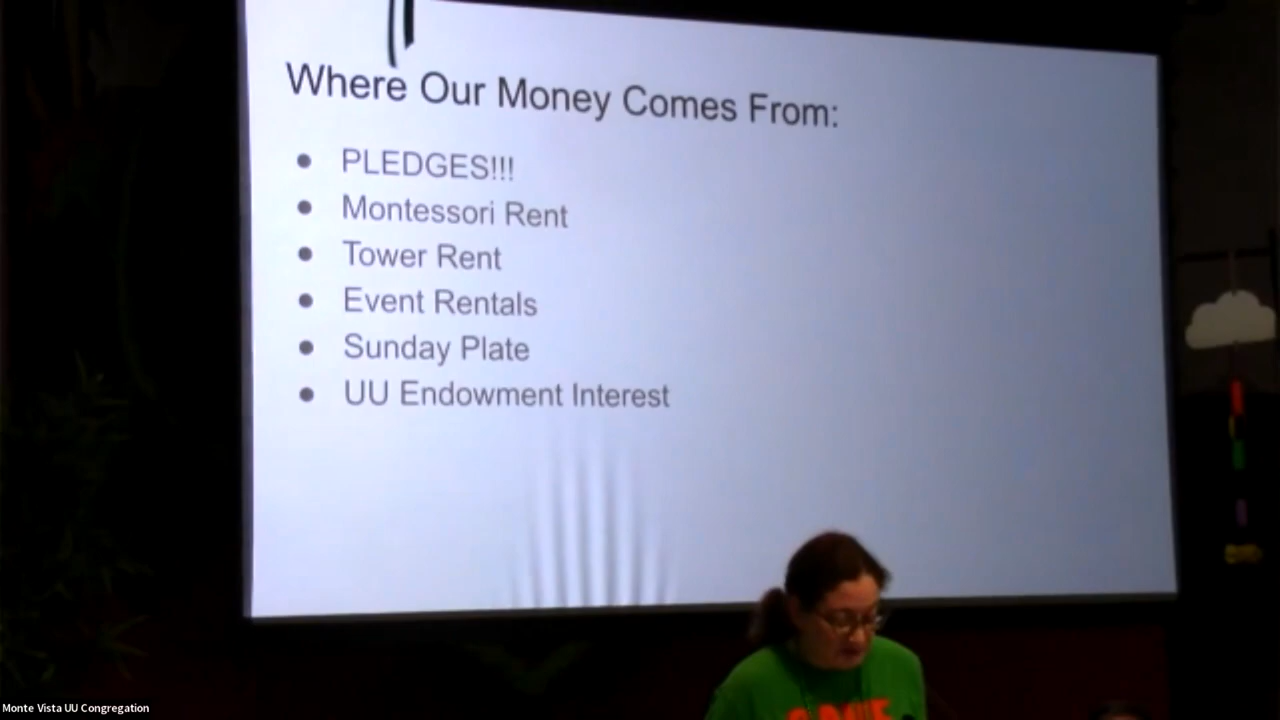 Where Our Money Comes From:
● PLEDGES!!!
● Montessori Rent
● Tower Rent
● Event Rentals
● Sunday Plate
● UU Endowment Interest
Monte Vista UU Congregation